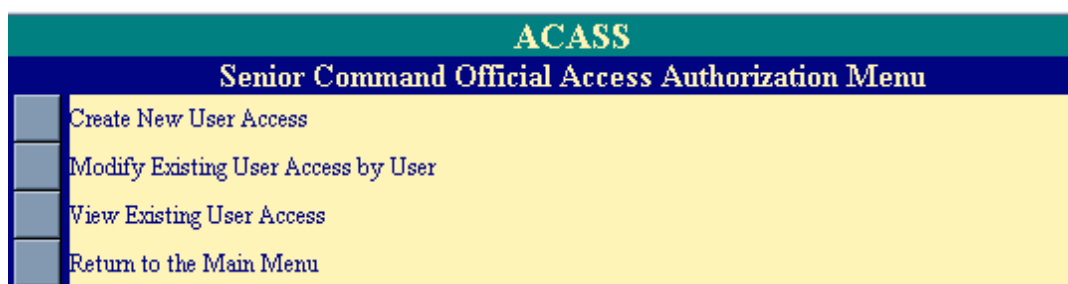 ACASS
Senior Command Official Access Authorization Menu
Create New User Access
Modify Existing User Access by User
View Existing User Access
Return to the Main Menu